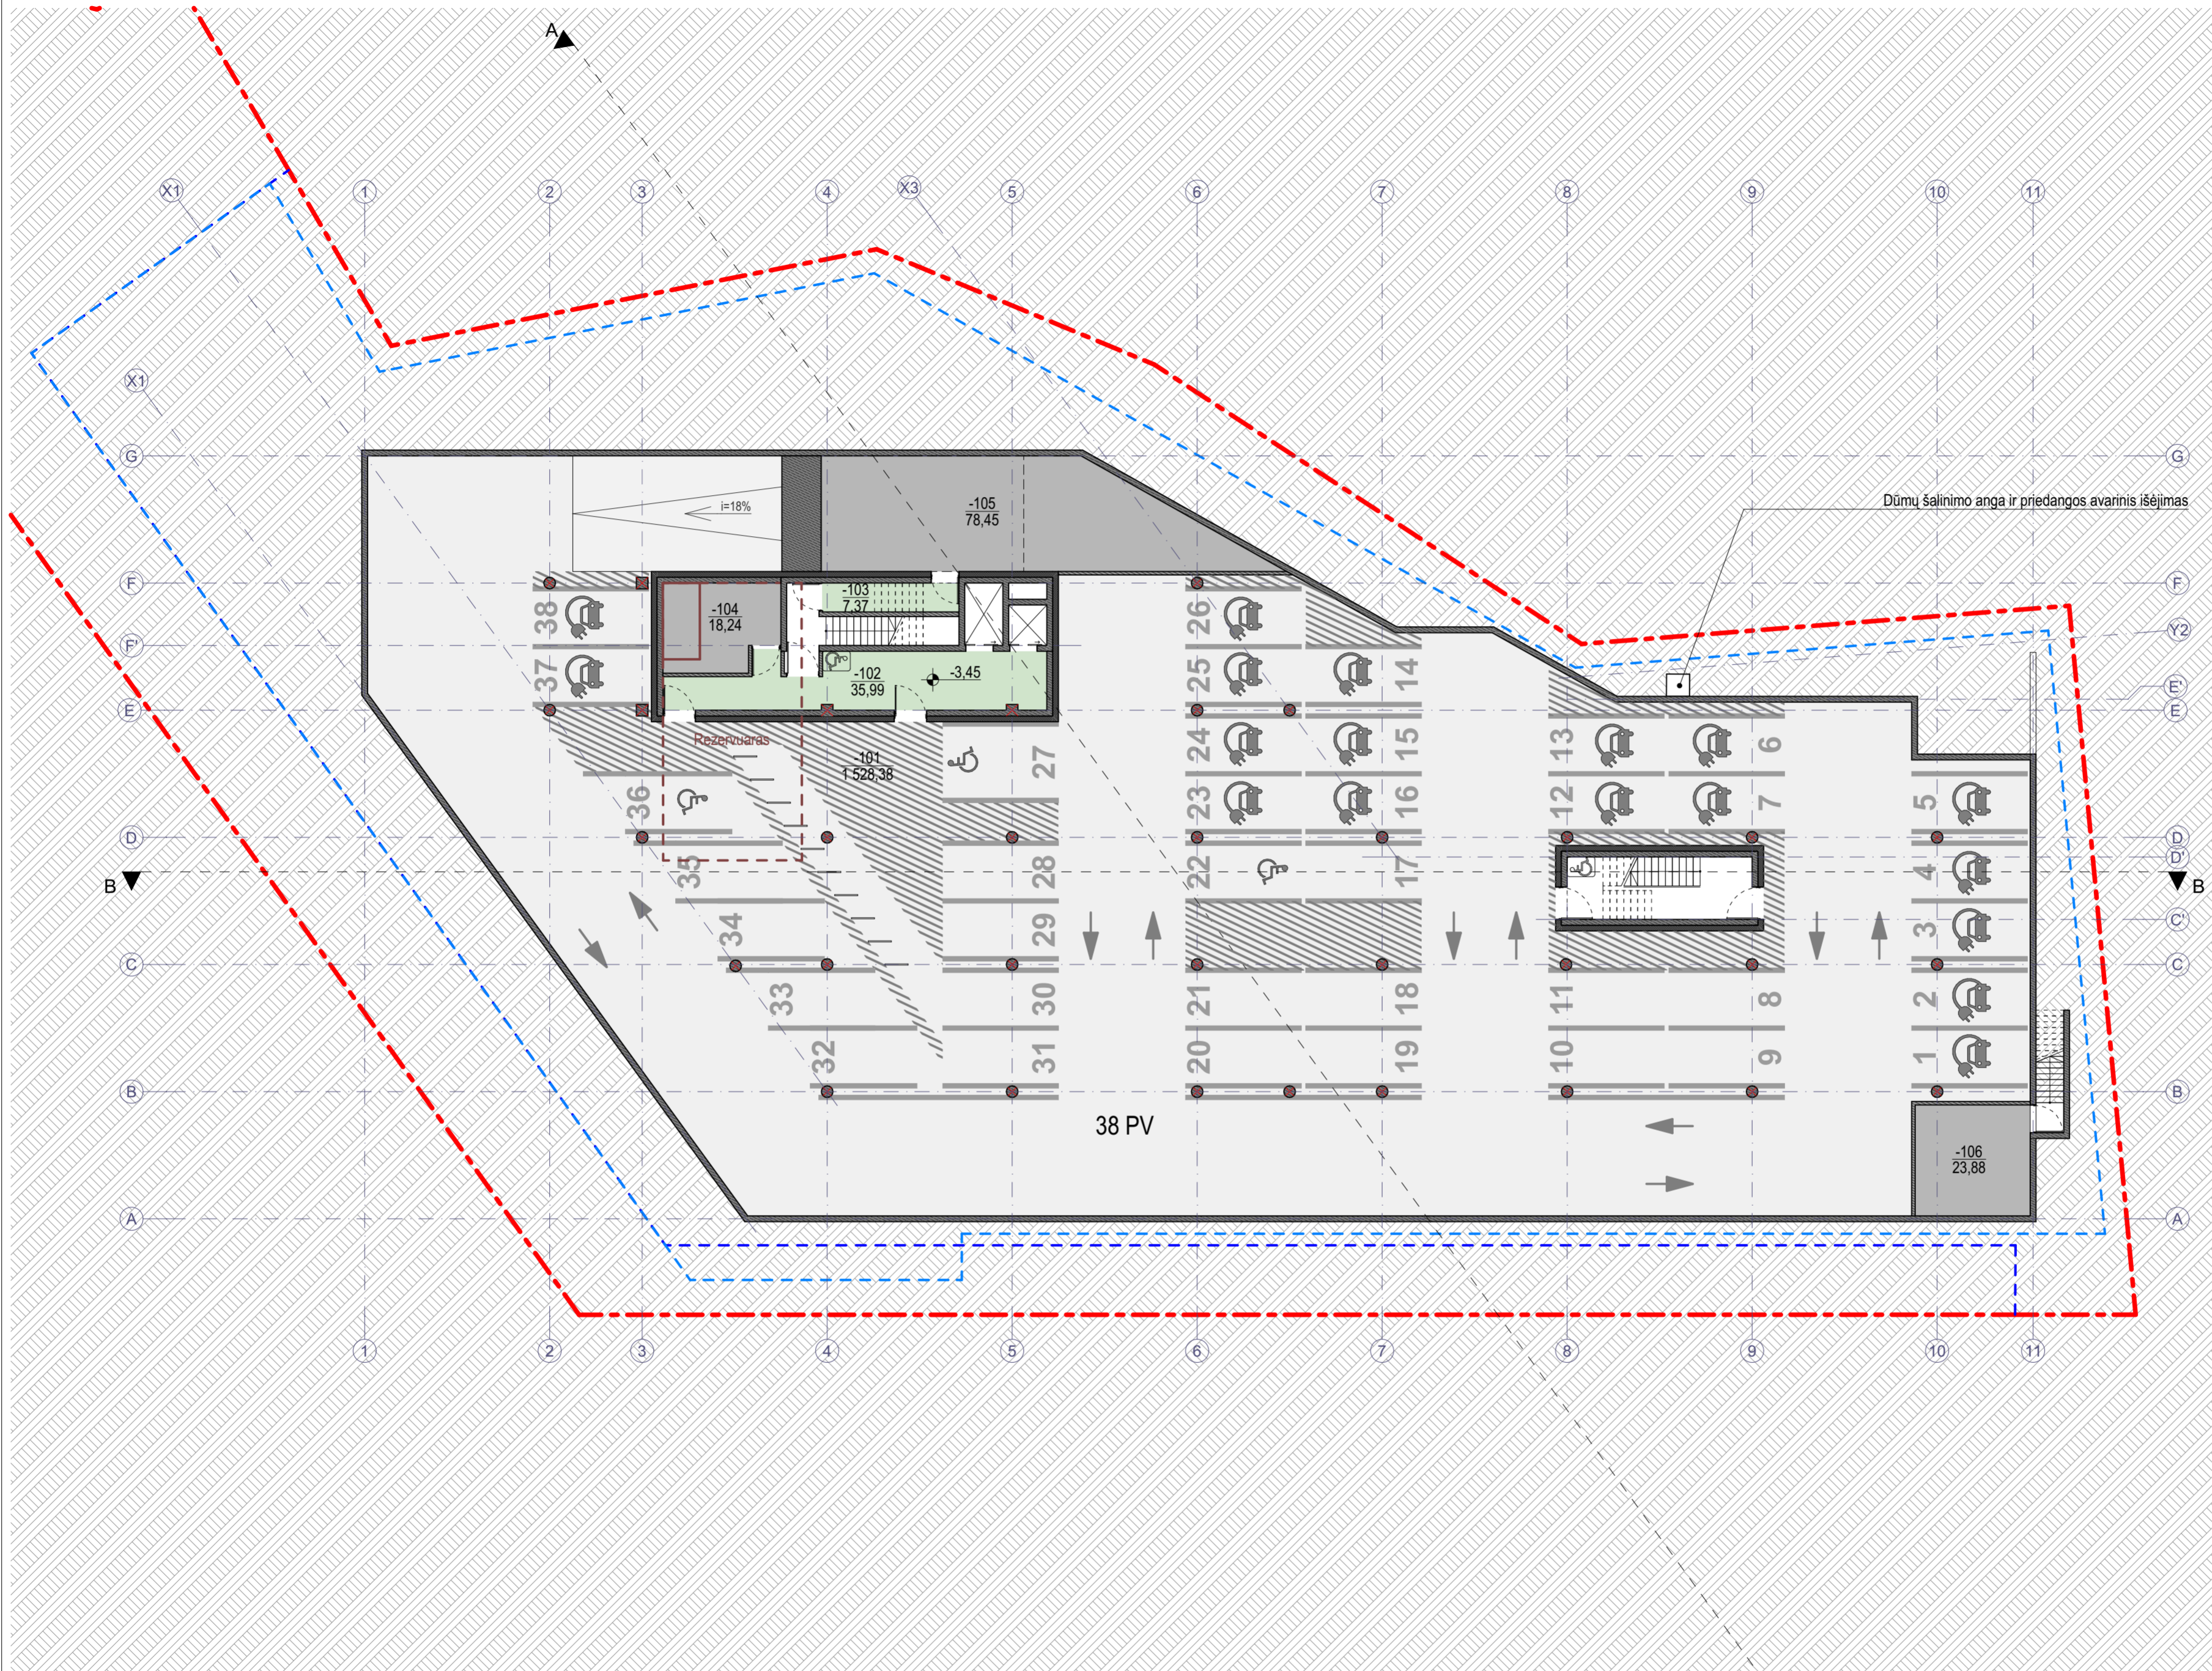 A
X1
1
2
3
4
X3
5
6
7
8
9
10
11
X1
G
G
-105
78,45
i=18%
Dūmų šalinimo anga ir priedangos avarinis išėjimas
F
F
-103
7,37
-104
18,24
38
26
F'
Y2
37
-102
35,99
-3,45
25
14
E'
E
E
Rezervuaras
-101
1 528,38
27
24
15
13
6
36
23
16
12
7
5
D
D
D'
35
28
22
17
4
B
B
34
29
3
C'
C
C
33
30
21
18
11
8
2
32
31
20
19
10
9
1
B
B
38 PV
-106
23,88
A
A
1
2
3
4
5
6
7
8
9
10
11